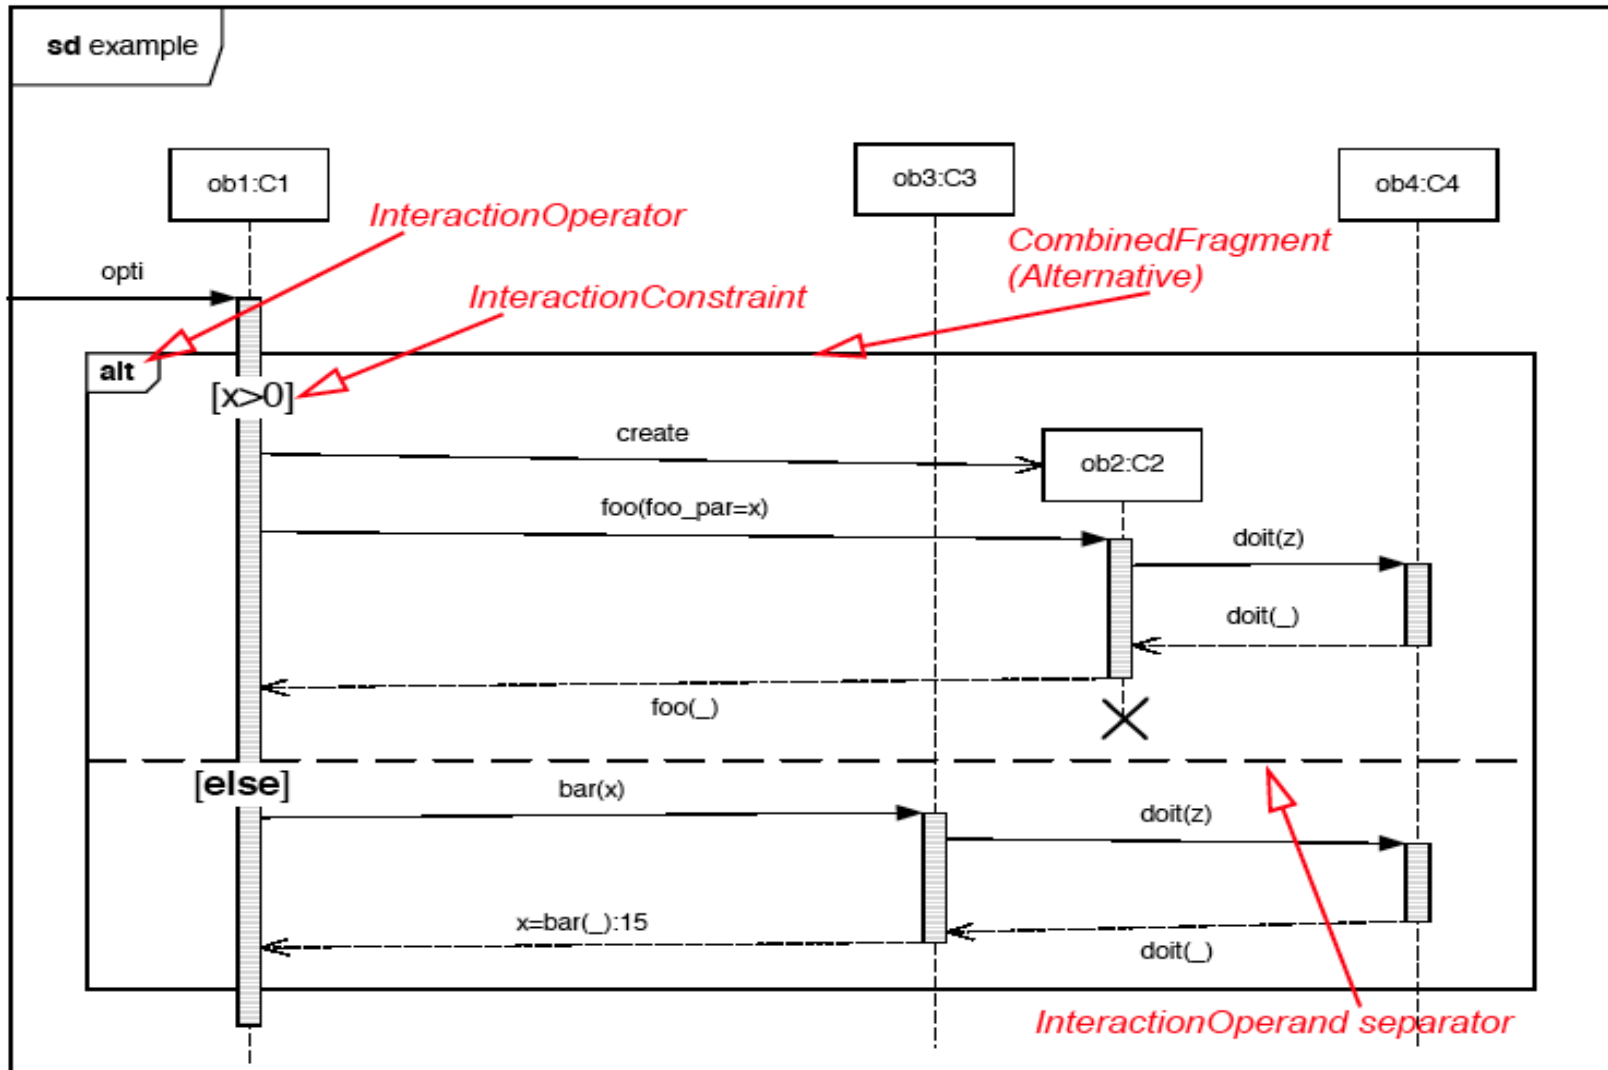 sd example
ob1:C1
ob3:C3
ob4:C4
InteractionOperator
CombinedFragment
(Alternative)
opti
InteractionConstraint
alt
[x>0]
create
ob2:C2
foo(foo_par=x)
doit(z)
doit(_)
foo(_)
[else]
bar(x)
doit(z)
x=bar(_):15
doit(_)
InteractionOperand separator